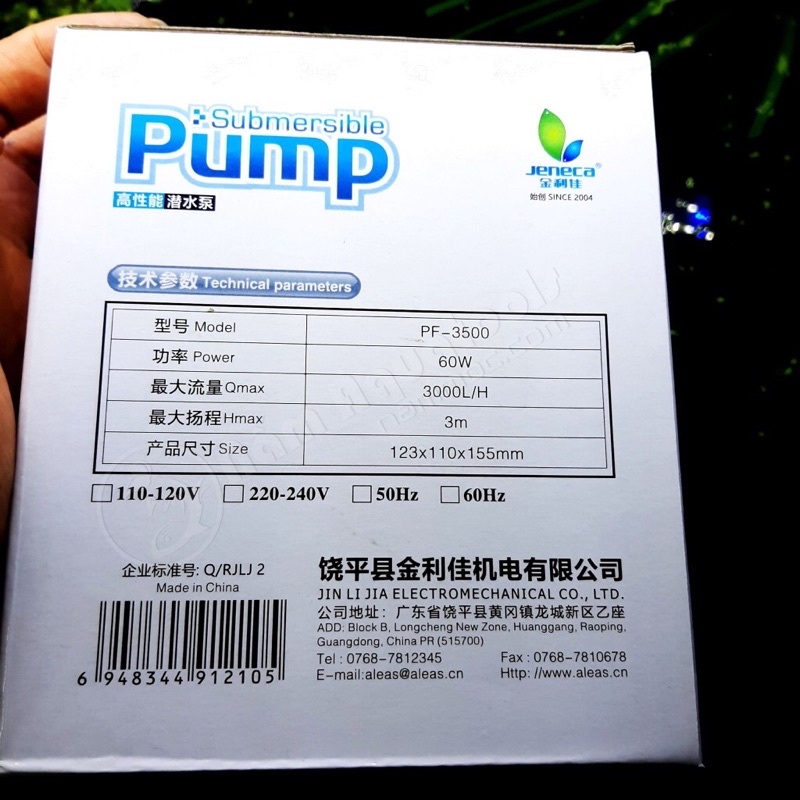 Submersible
Pump
高性能 潜水泵
Jeneca®
金利佳
始创 SINCE 2004
技术参数 Technical parameters
型号 Model PF-3500
功率 Power 60W
最大流量 Qmax 3000L/H
最大扬程 Hmax 3m
产品尺寸 Size 123x110x155mm
110-120V 220-240V 50Hz 60Hz
企业标准号: Q/RJLJ 2
Made in China
6 948344 912105
饶平县金利佳机电有限公司
JIN LI JIA ELECTROMECHANICAL CO., LTD.
公司地址: 广东省饶平县黄冈镇龙城新区乙座
ADD: Block B, Longcheng New Zone, Huanggang, Raoping,
Guangdong, China PR (515700)
Tel : 0768-7812345 Fax : 0768-7810678
E-mail:aleas@aleas.cn Http: //www.aleas.cn